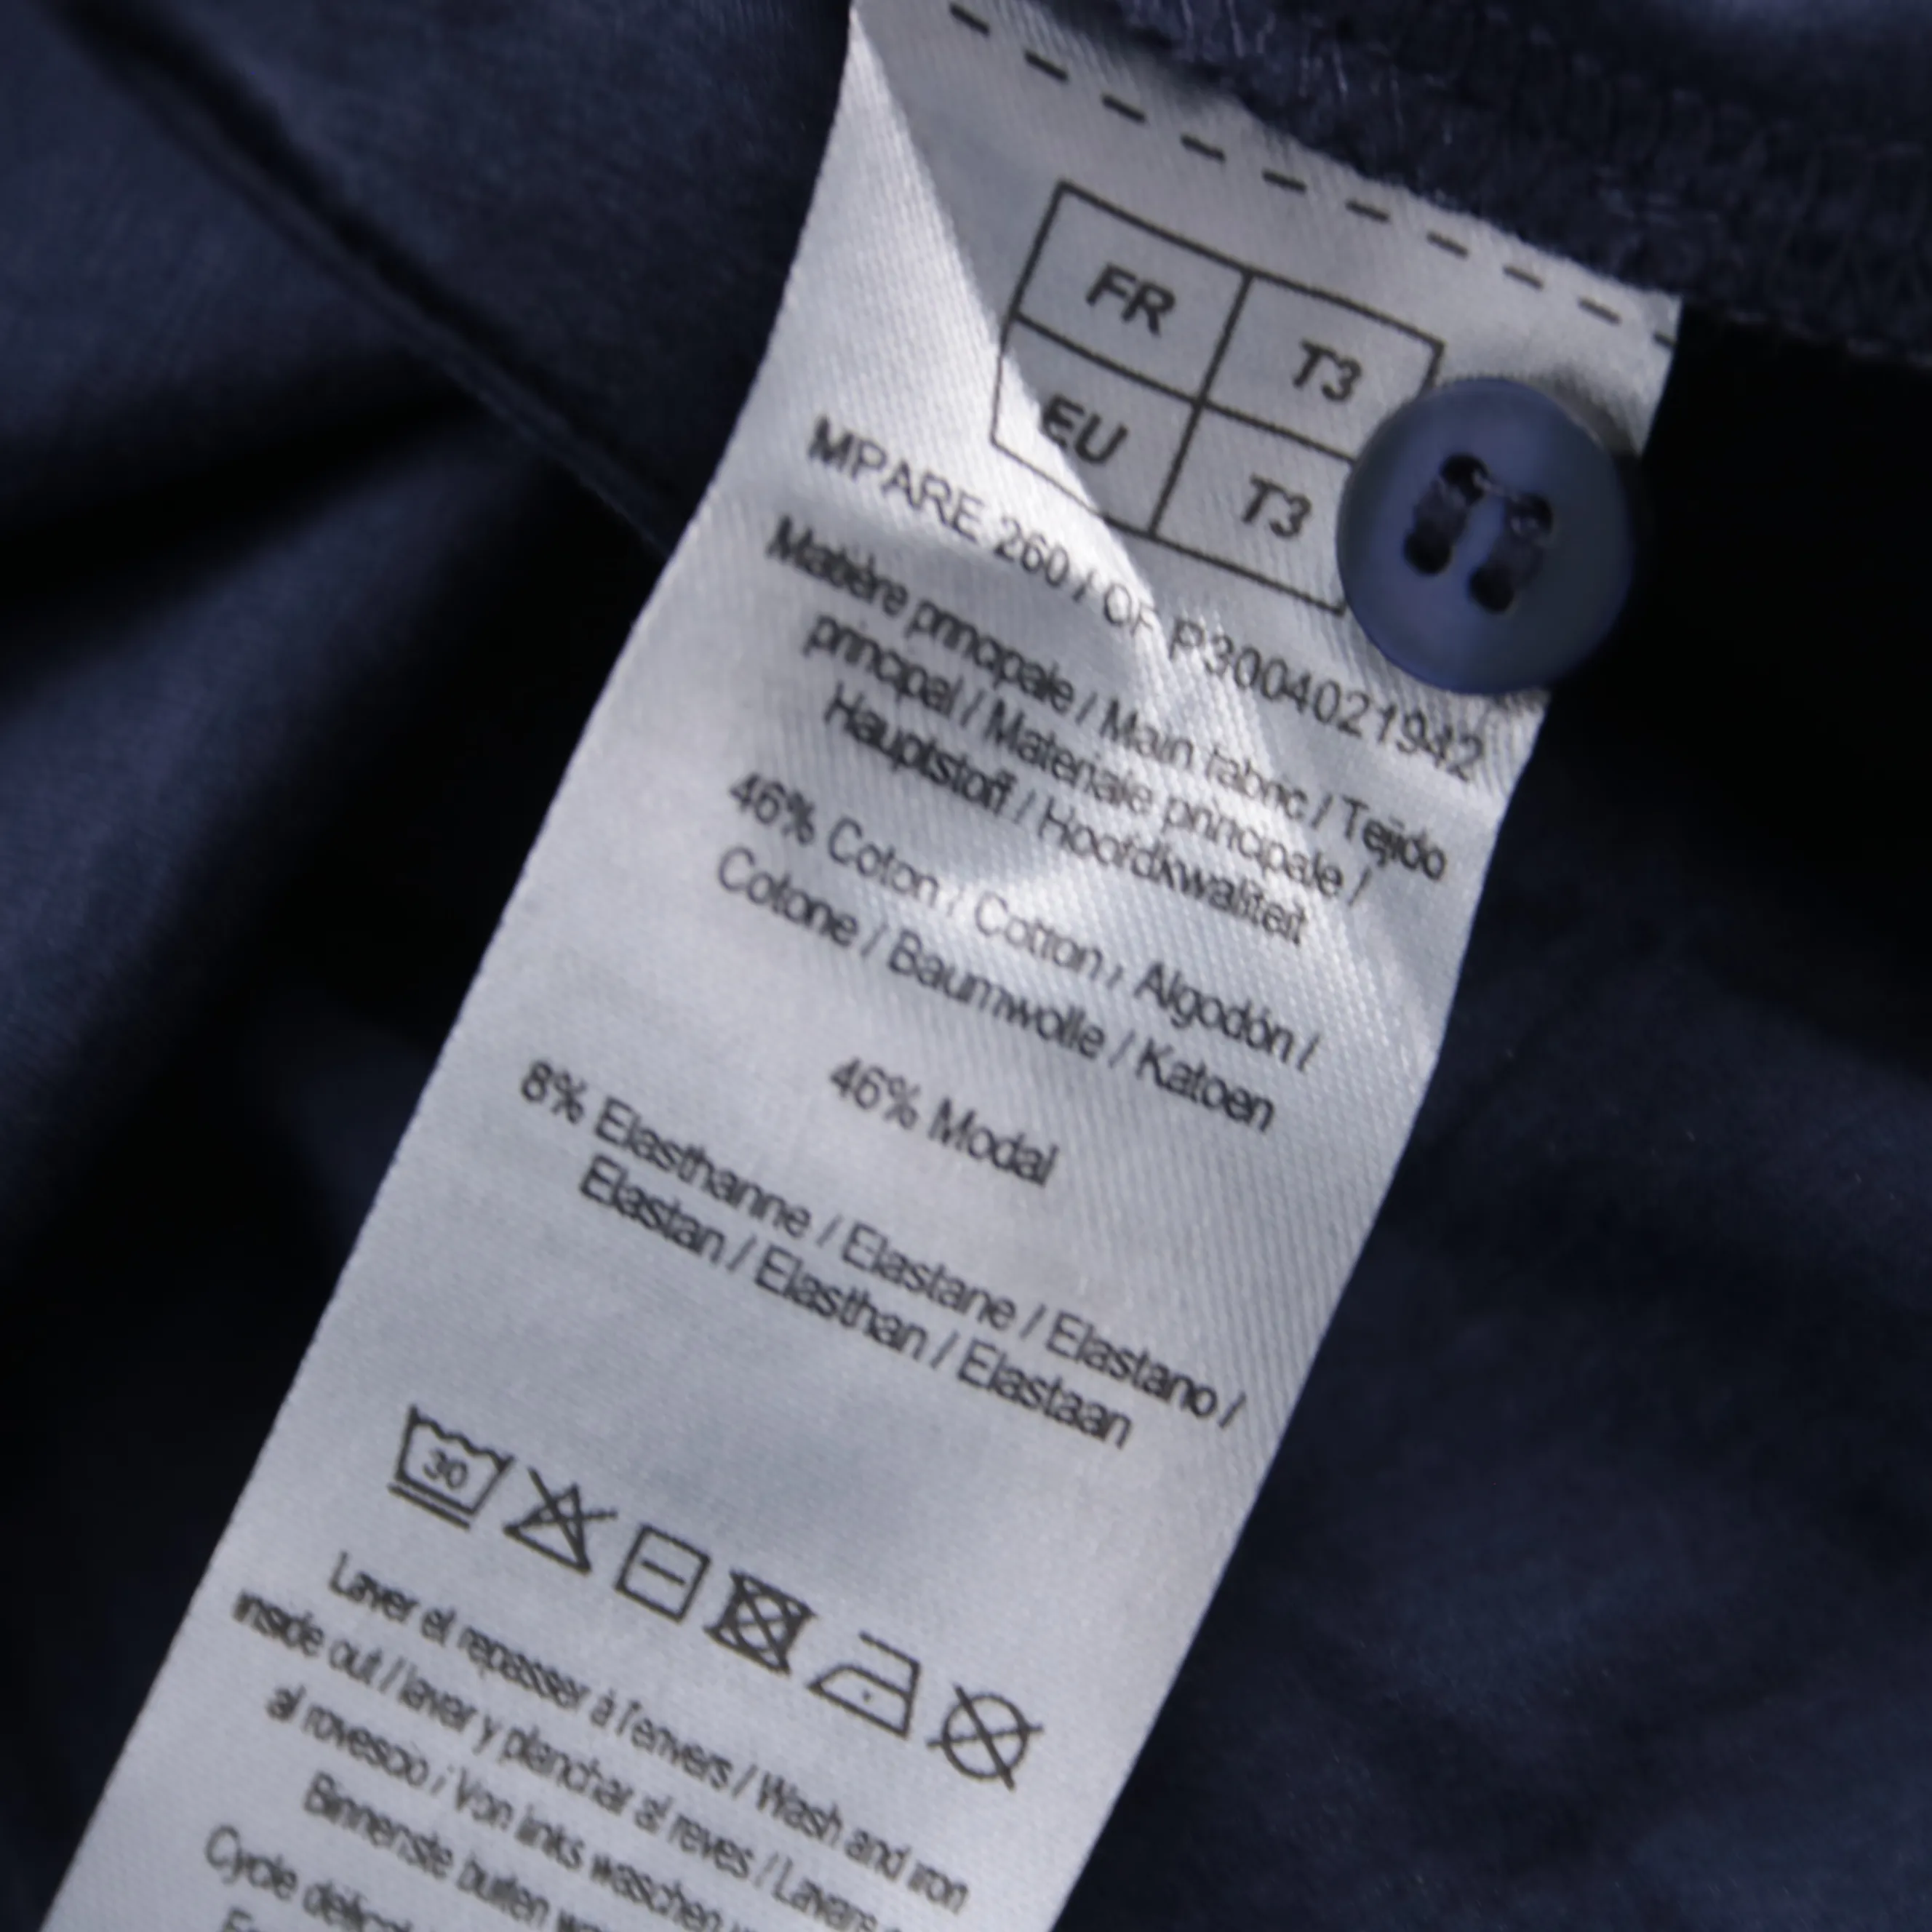 FR T3
EU T3
MPARE 260 / OF P3004021942
Matière principale / Main fabric / Tejido
principal / Materiale principale /
Hauptstoff / Hoofdkwaliteit
46% Coton / Cotton / Algodón /
Cotone / Baumwolle / Katoen
46% Modal
8% Elasthanne / Elastane / Elastano /
Elastan / Elasthan / Elastaan
30
Laver et repasser à l'envers / Wash and iron
inside out / lavar y planchar al reves / Lavare
al rovescio / Von links waschen
Binnenste buiten
Cycle